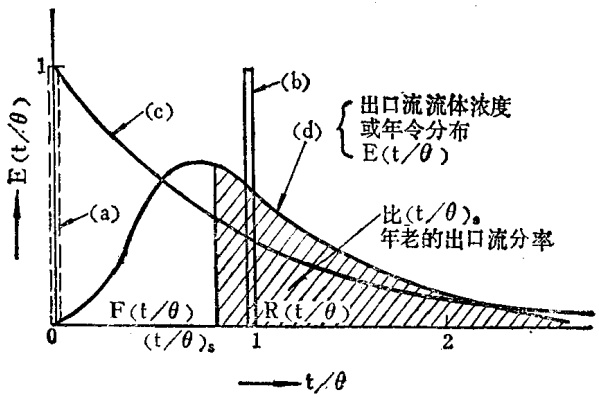 1
E(t/θ)
(a)
(c)
(b)
(d)
出口流流体浓度
或年令分布
E(t/θ)
比(t/θ)ₛ
年老的出口流分率
F(t/θ)
R(t/θ)
0
(t/θ)ₛ
1
2
t/θ